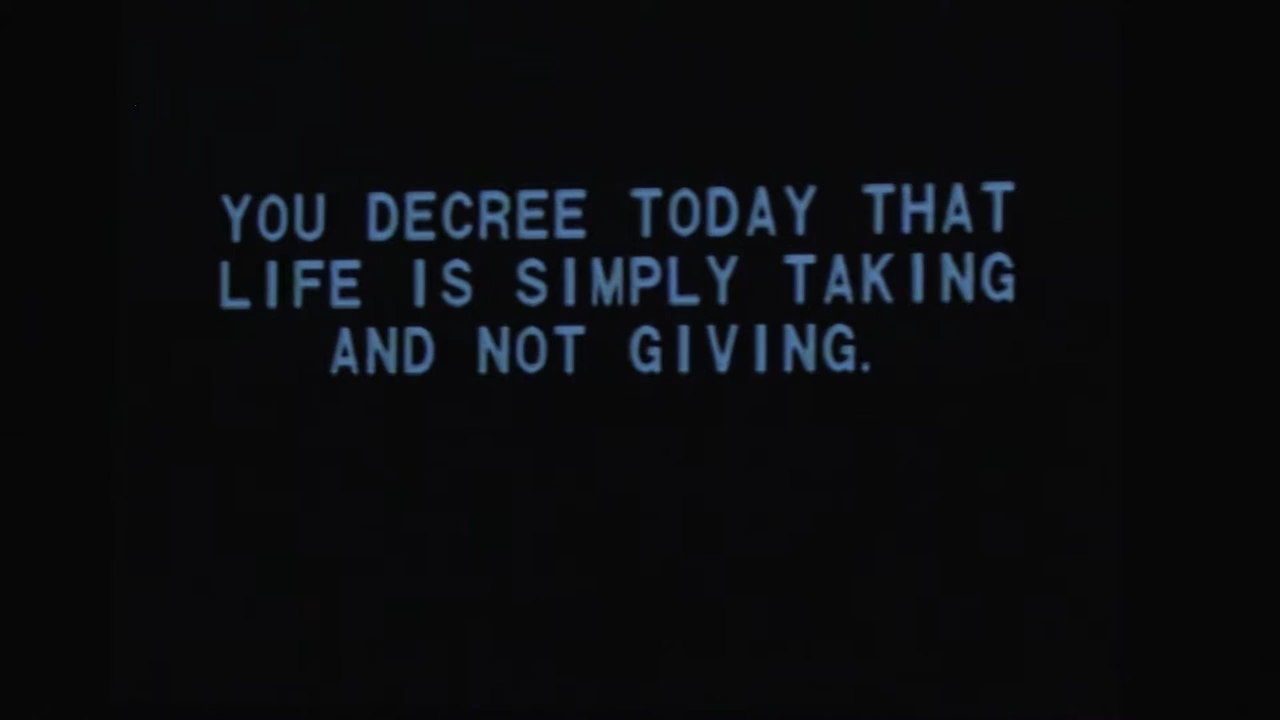 YOU DECREE TODAY THAT
LIFE IS SIMPLY TAKING
AND NOT GIVING.